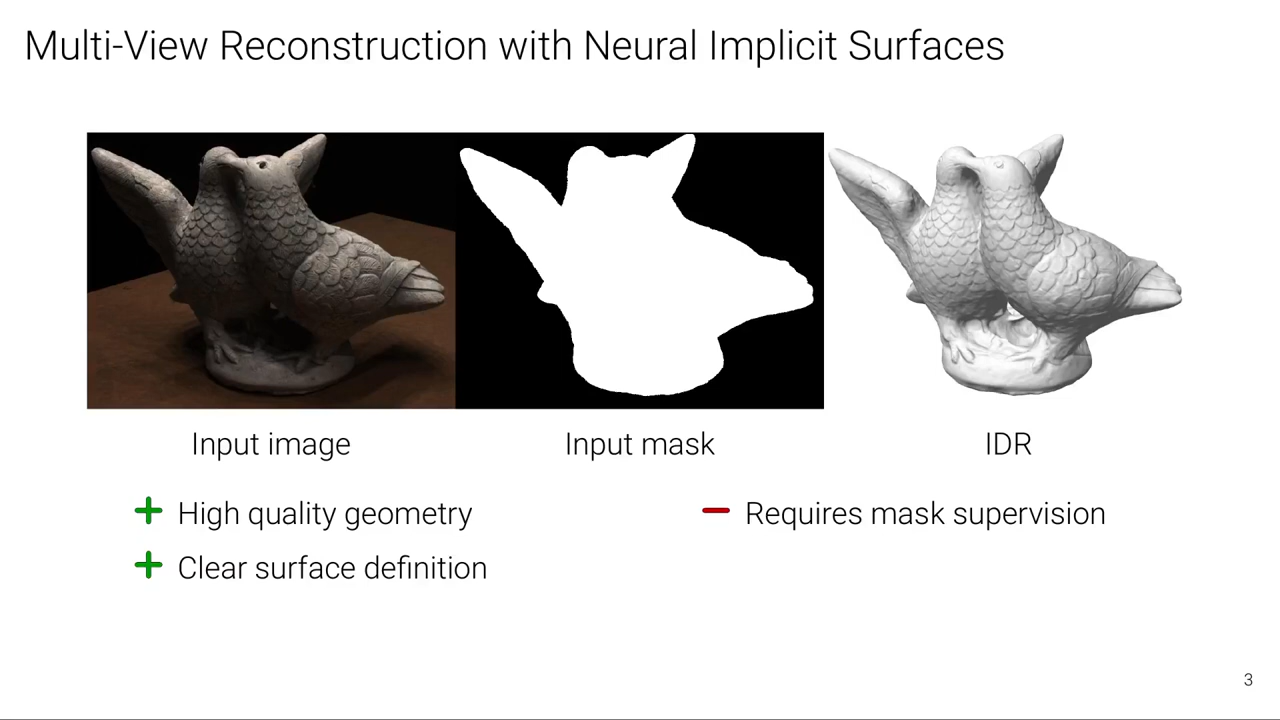 Multi-View Reconstruction with Neural Implicit Surfaces
Input image
Input mask
IDR
High quality geometry
Clear surface definition
Requires mask supervision
3